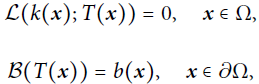 ℒ(k(𝒙); T(𝒙)) = 0, 𝒙 ∈ Ω,
ℬ(T(𝒙)) = b(𝒙), 𝒙 ∈ ∂Ω,